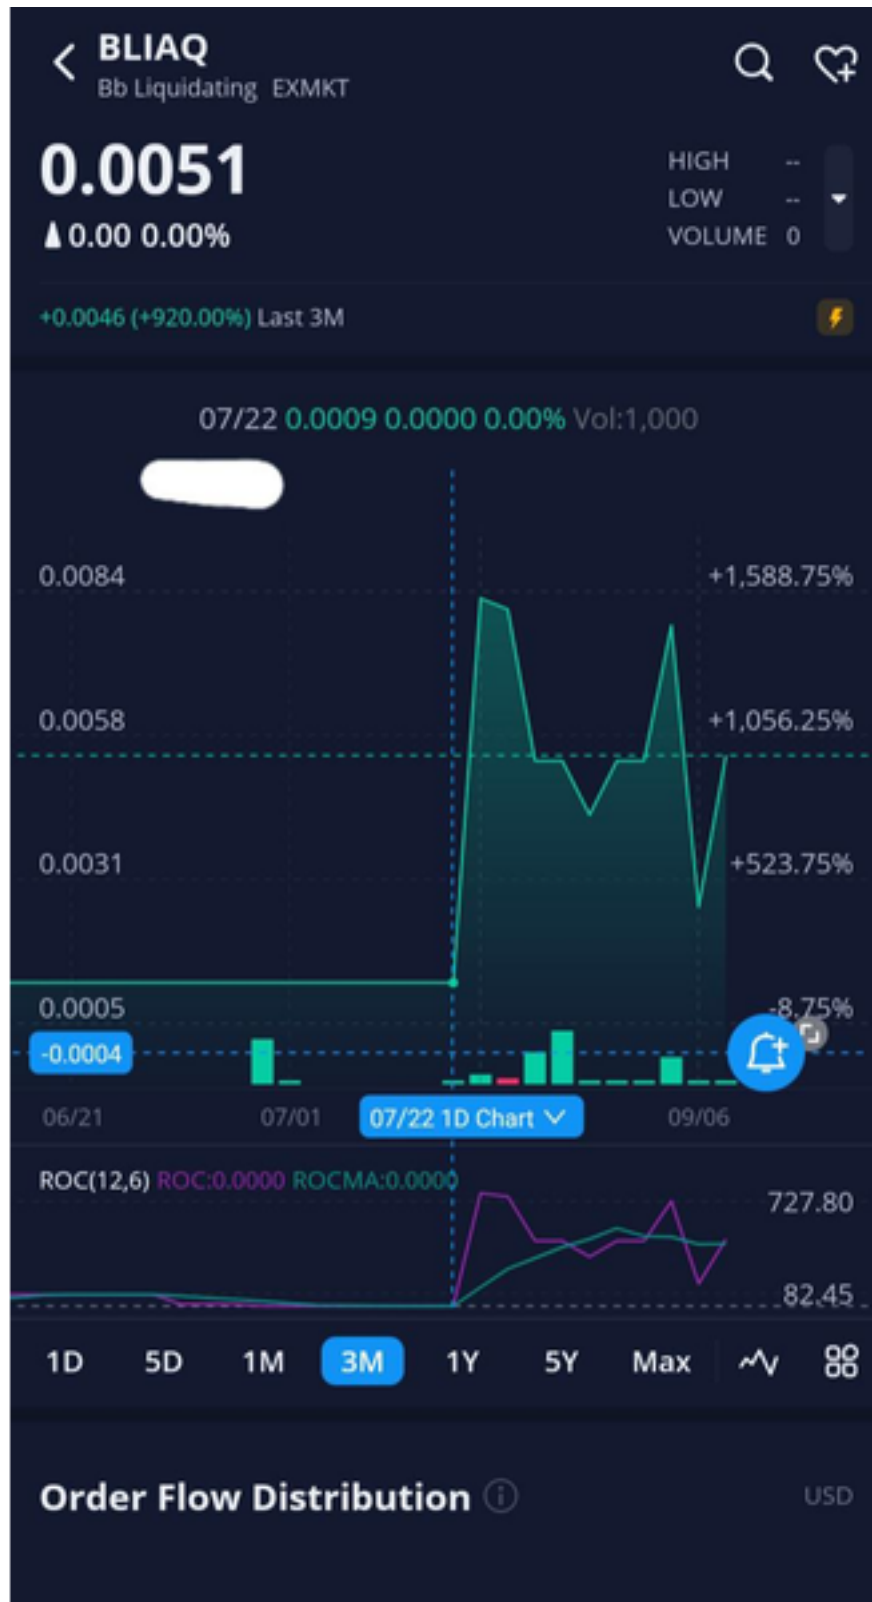 BLIAQ
Bb Liquidating EXMKT
0.0051
0.00 0.00%
HIGH --
LOW --
VOLUME 0
+0.0046 (+920.00%) Last 3M
07/22 0.0009 0.0000 0.00% Vol:1,000
0.0084 +1,588.75%
0.0058 +1,056.25%
0.0031 +523.75%
0.0005 -8.75%
-0.0004
06/21 07/01 07/22 1D Chart 09/06
ROC(12,6) ROC:0.0000 ROCMA:0.0000
727.80
82.45
1D 5D 1M 3M 1Y 5Y Max
Order Flow Distribution USD